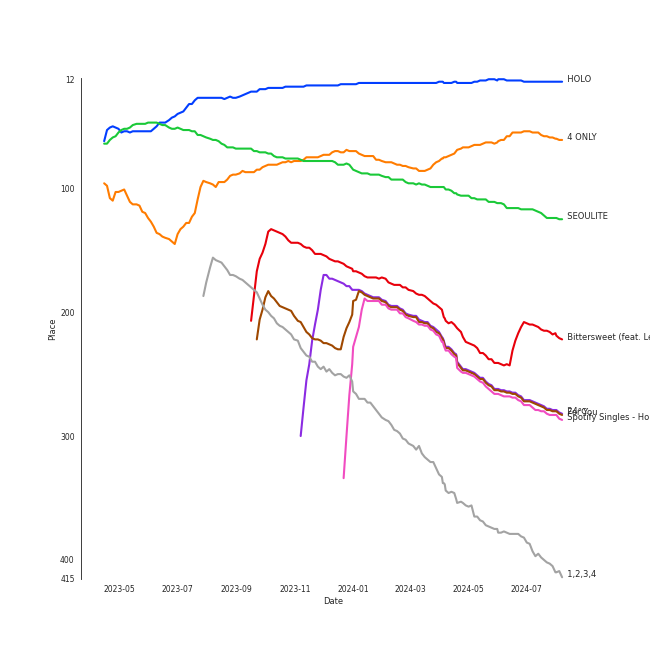 12
HOLO
4 ONLY
100
SEOULITE
200
Place
Bittersweet (feat. Le
For You
Spotify Singles - Ho
300
400
415
1,2,3,4
2023-05
2023-07
2023-09
2023-11
2024-01
2024-03
2024-05
2024-07
Date